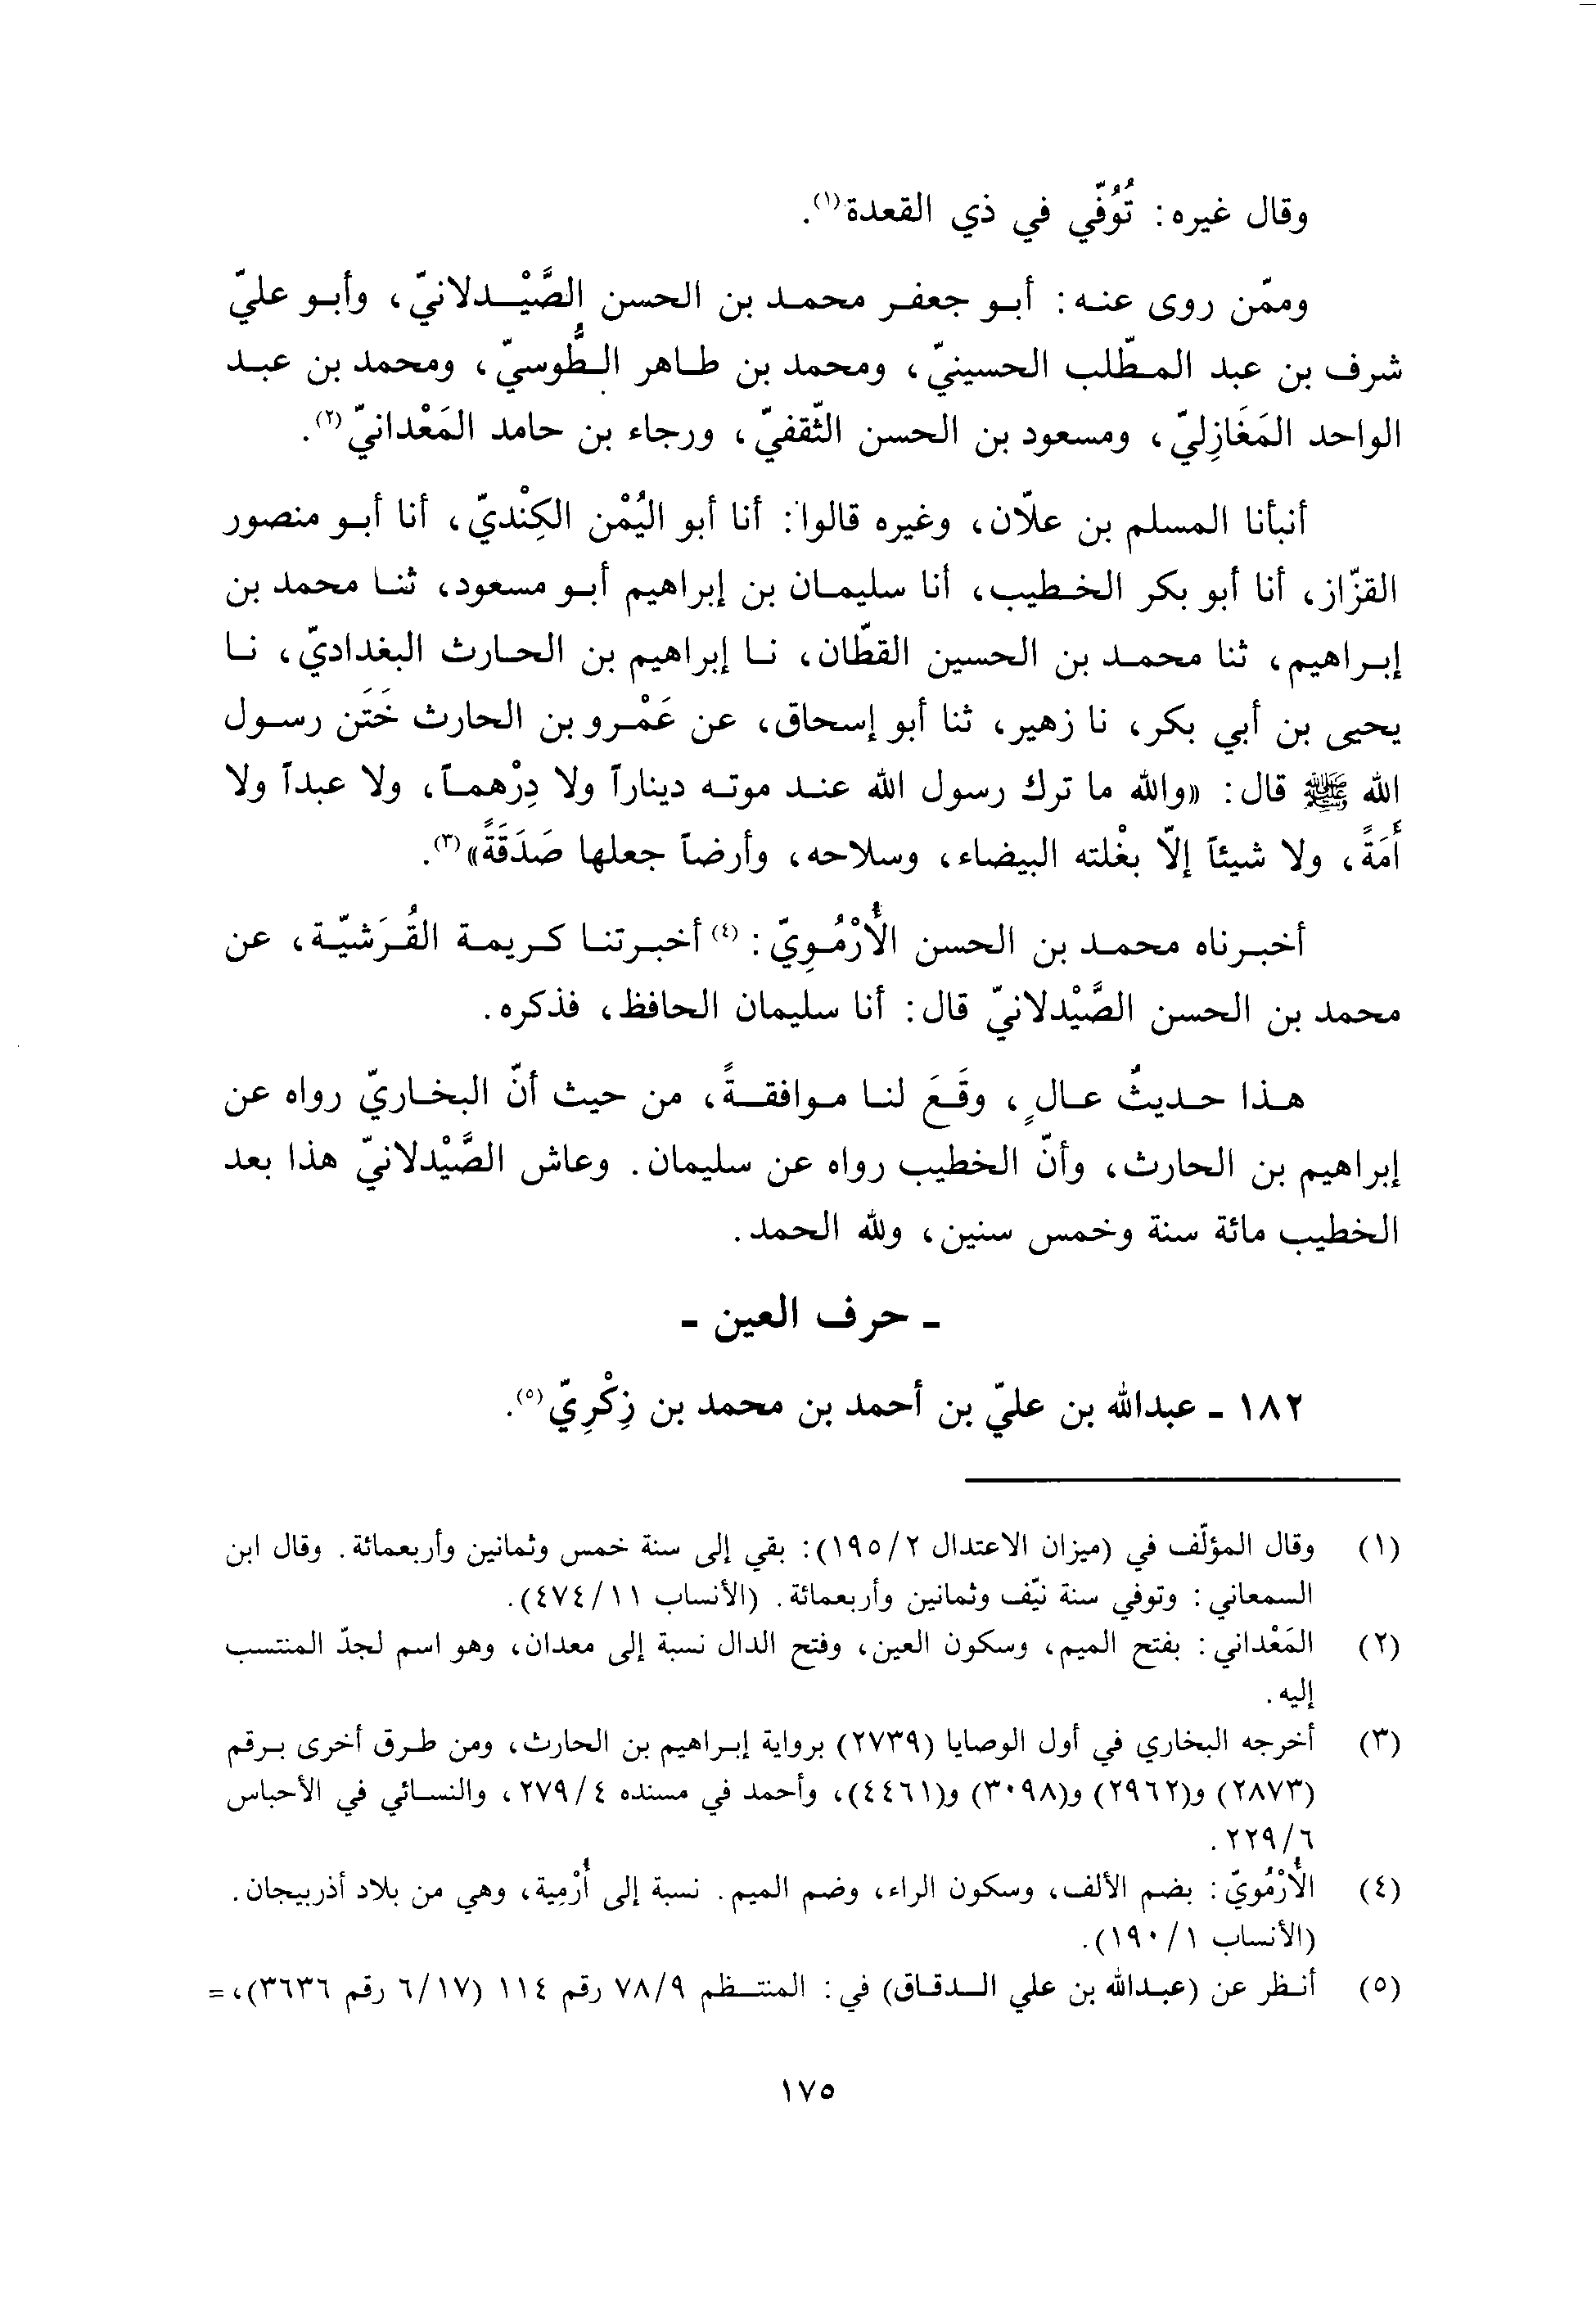 وقال غيره: تُوُفّي في ذي القعدة(١).
وممّن روى عنه: أبو جعفر محمد بن الحسن الصَّيْدلانيّ، وأبو عليّ
شرف بن عبد المطّلب الحسينيّ، ومحمد بن طاهر الطُّوسيّ، ومحمد بن عبد
الواحد المَغَازِليّ، ومسعود بن الحسن الثّقفيّ، ورجاء بن حامد المَعْدانيّ(٢).
أنبأنا المسلم بن علّان، وغيره قالوا: أنا أبو اليُمْن الكِنْديّ، أنا أبو منصور
القزّاز، أنا أبو بكر الخطيب، أنا سليمان بن إبراهيم أبو مسعود، ثنا محمد بن
إبراهيم، ثنا محمد بن الحسين القطّان، نا إبراهيم بن الحارث البغداديّ، نا
يحيى بن أبي بكر، نا زهير، ثنا أبو إسحاق، عن عَمْرو بن الحارث خَتَن رسول
الله ﷺ قال: «والله ما ترك رسول الله عند موته ديناراً ولا دِرْهماً، ولا عبداً ولا
أَمَةً، ولا شيئاً إلّا بغْلته البيضاء، وسلاحه، وأرضاً جعلها صَدَقَةً»(٣).
أخبرناه محمد بن الحسن الأُرْمُوِيّ:(٤) أخبرتنا كريمة القُرَشيّة، عن
محمد بن الحسن الصَّيْدلانيّ قال: أنا سليمان الحافظ، فذكره.
هذا حديثٌ عالٍ، وقَعَ لنا موافقةً، من حيث أنّ البخاريّ رواه عن
إبراهيم بن الحارث، وأنّ الخطيب رواه عن سليمان. وعاش الصَّيْدلانيّ هذا بعد
الخطيب مائة سنة وخمس سنين، ولله الحمد.
ـ حرف العين ـ
١٨٢ ـ عبدالله بن عليّ بن أحمد بن محمد بن زِكْرِيّ(٥).
(١) وقال المؤلّف في (ميزان الاعتدال ٢/١٩٥): بقي إلى سنة خمس وثمانين وأربعمائة. وقال ابن
السمعاني: وتوفي سنة نيّف وثمانين وأربعمائة. (الأنساب ١١/٤٧٤).
(٢) المَعْداني: بفتح الميم، وسكون العين، وفتح الدال نسبة إلى معدان، وهو اسم لجدّ المنتسب
إليه.
(٣) أخرجه البخاري في أول الوصايا (٢٧٣٩) برواية إبراهيم بن الحارث، ومن طرق أخرى برقم
(٢٨٧٣) و(٢٩٦٢) و(٣٠٩٨) و(٤٤٦١)، وأحمد في مسنده ٤/٢٧٩، والنسائي في الأحباس
٦/٢٢٩.
(٤) الأُرْمُويّ: بضم الألف، وسكون الراء، وضم الميم. نسبة إلى أُرْمِية، وهي من بلاد أذربيجان.
(الأنساب ١/١٩٠).
(٥) أنظر عن (عبدالله بن علي الدقاق) في: المنتظم ٩/٧٨ رقم ١١٤ (١٧/٦ رقم ٣٦٣٦)، =
١٧٥